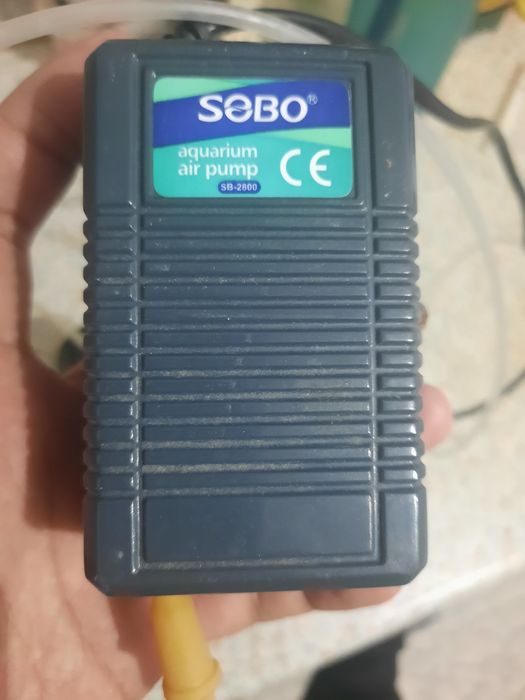 SOBO®
aquarium
air pump
CE
SB-2800